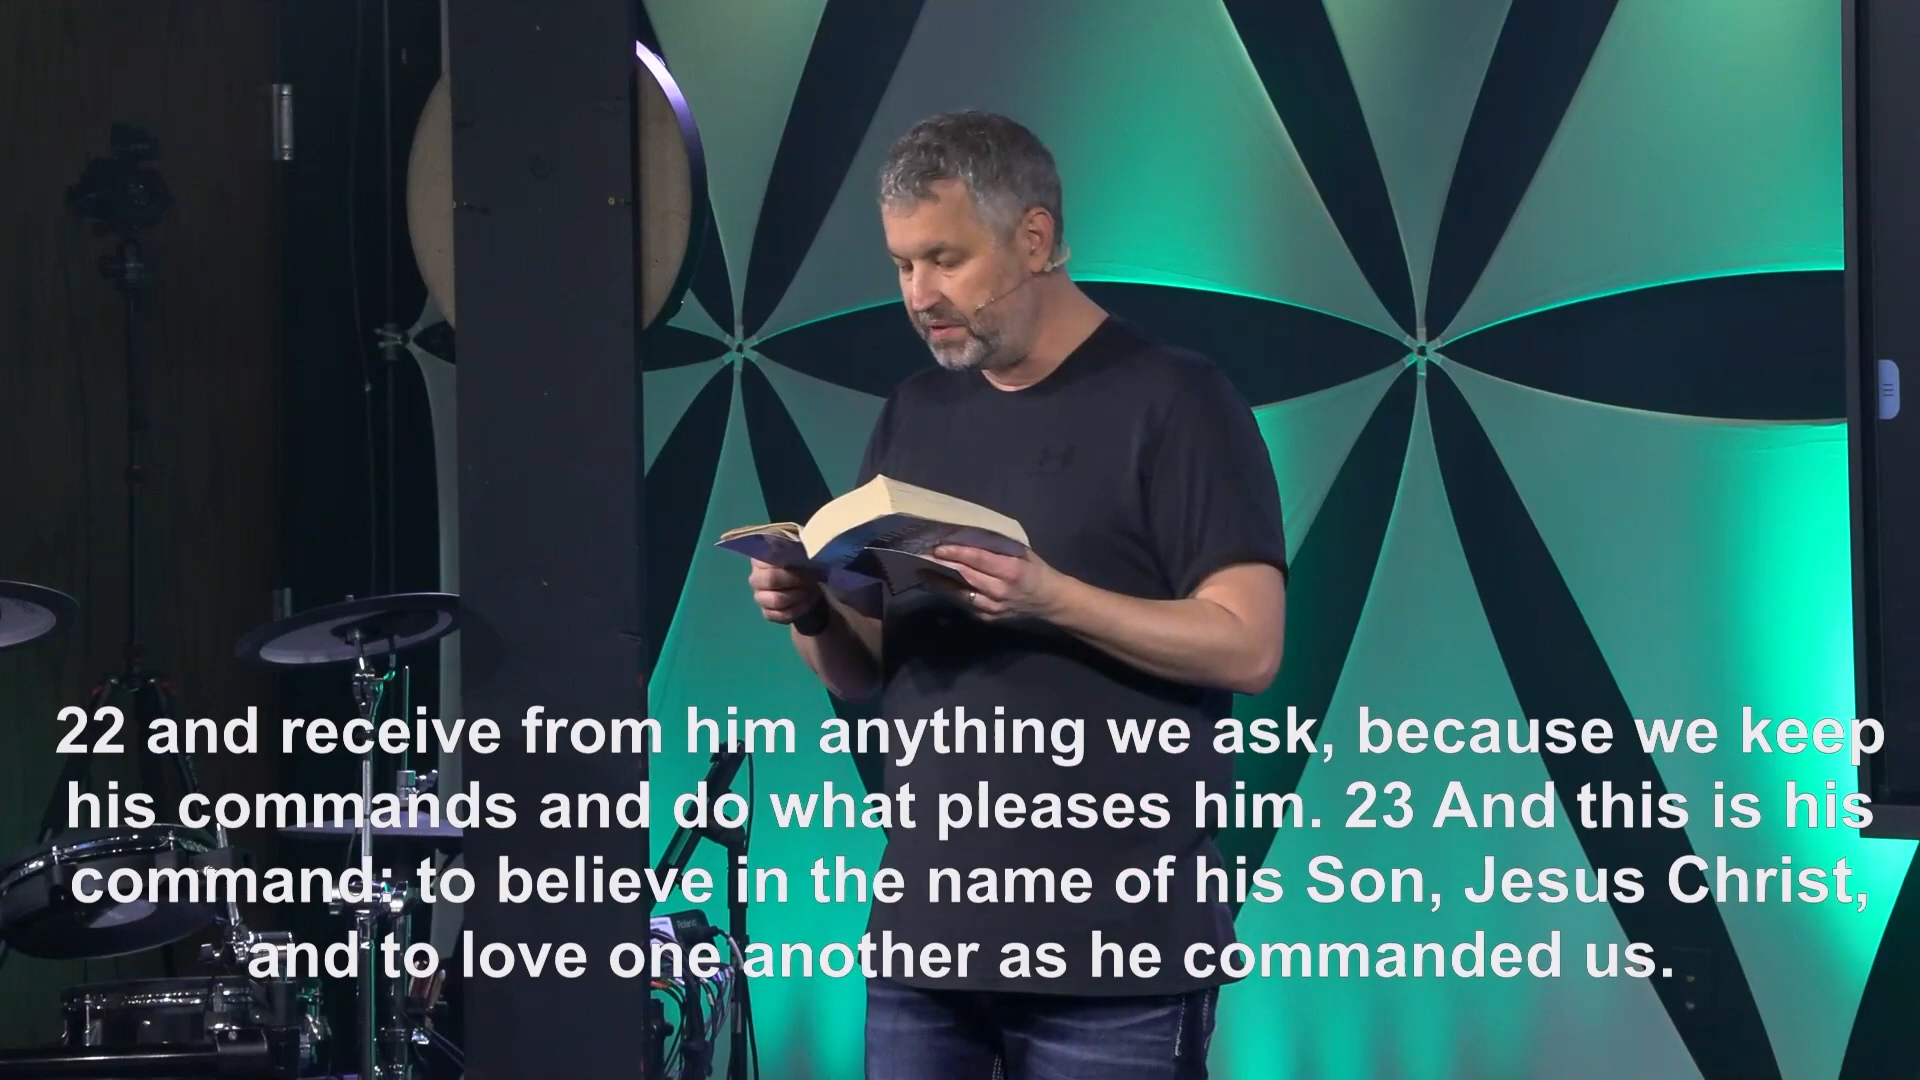 22 and receive from him anything we ask, because we keep
his commands and do what pleases him. 23 And this is his
command: to believe in the name of his Son, Jesus Christ,
and to love one another as he commanded us.
Roland